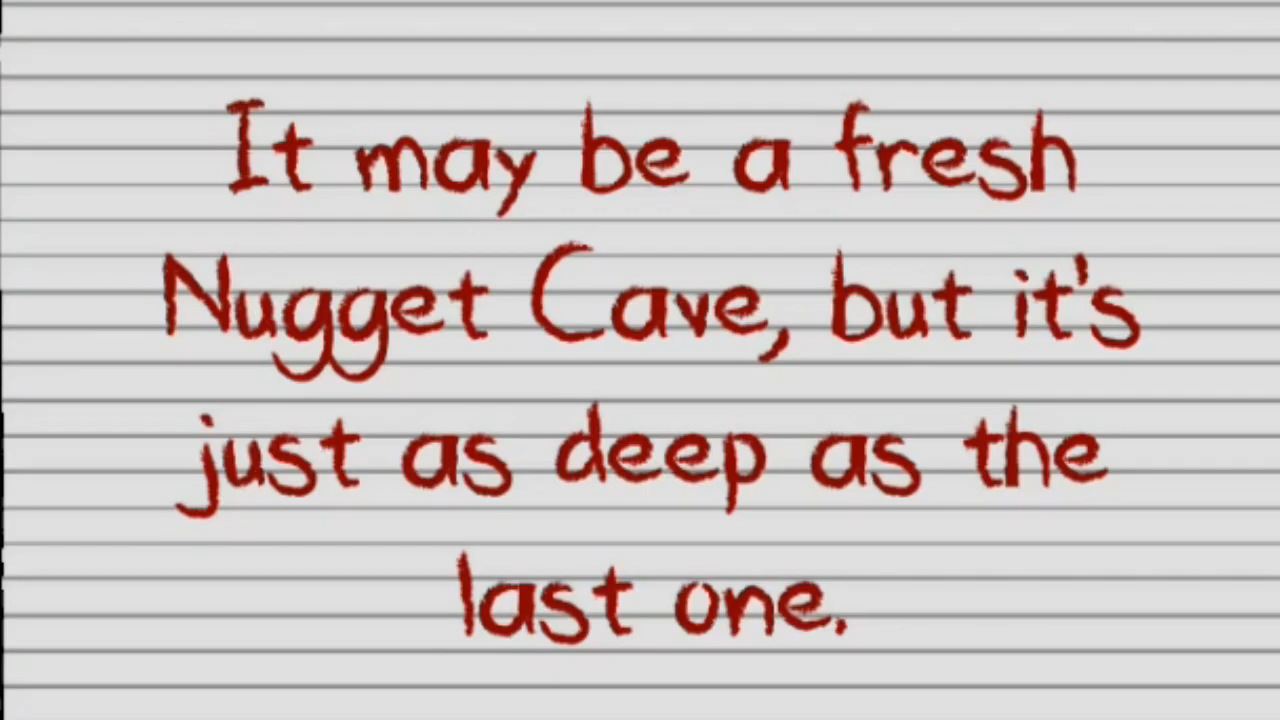 It may be a fresh
Nugget Cave, but it's
just as deep as the
last one.